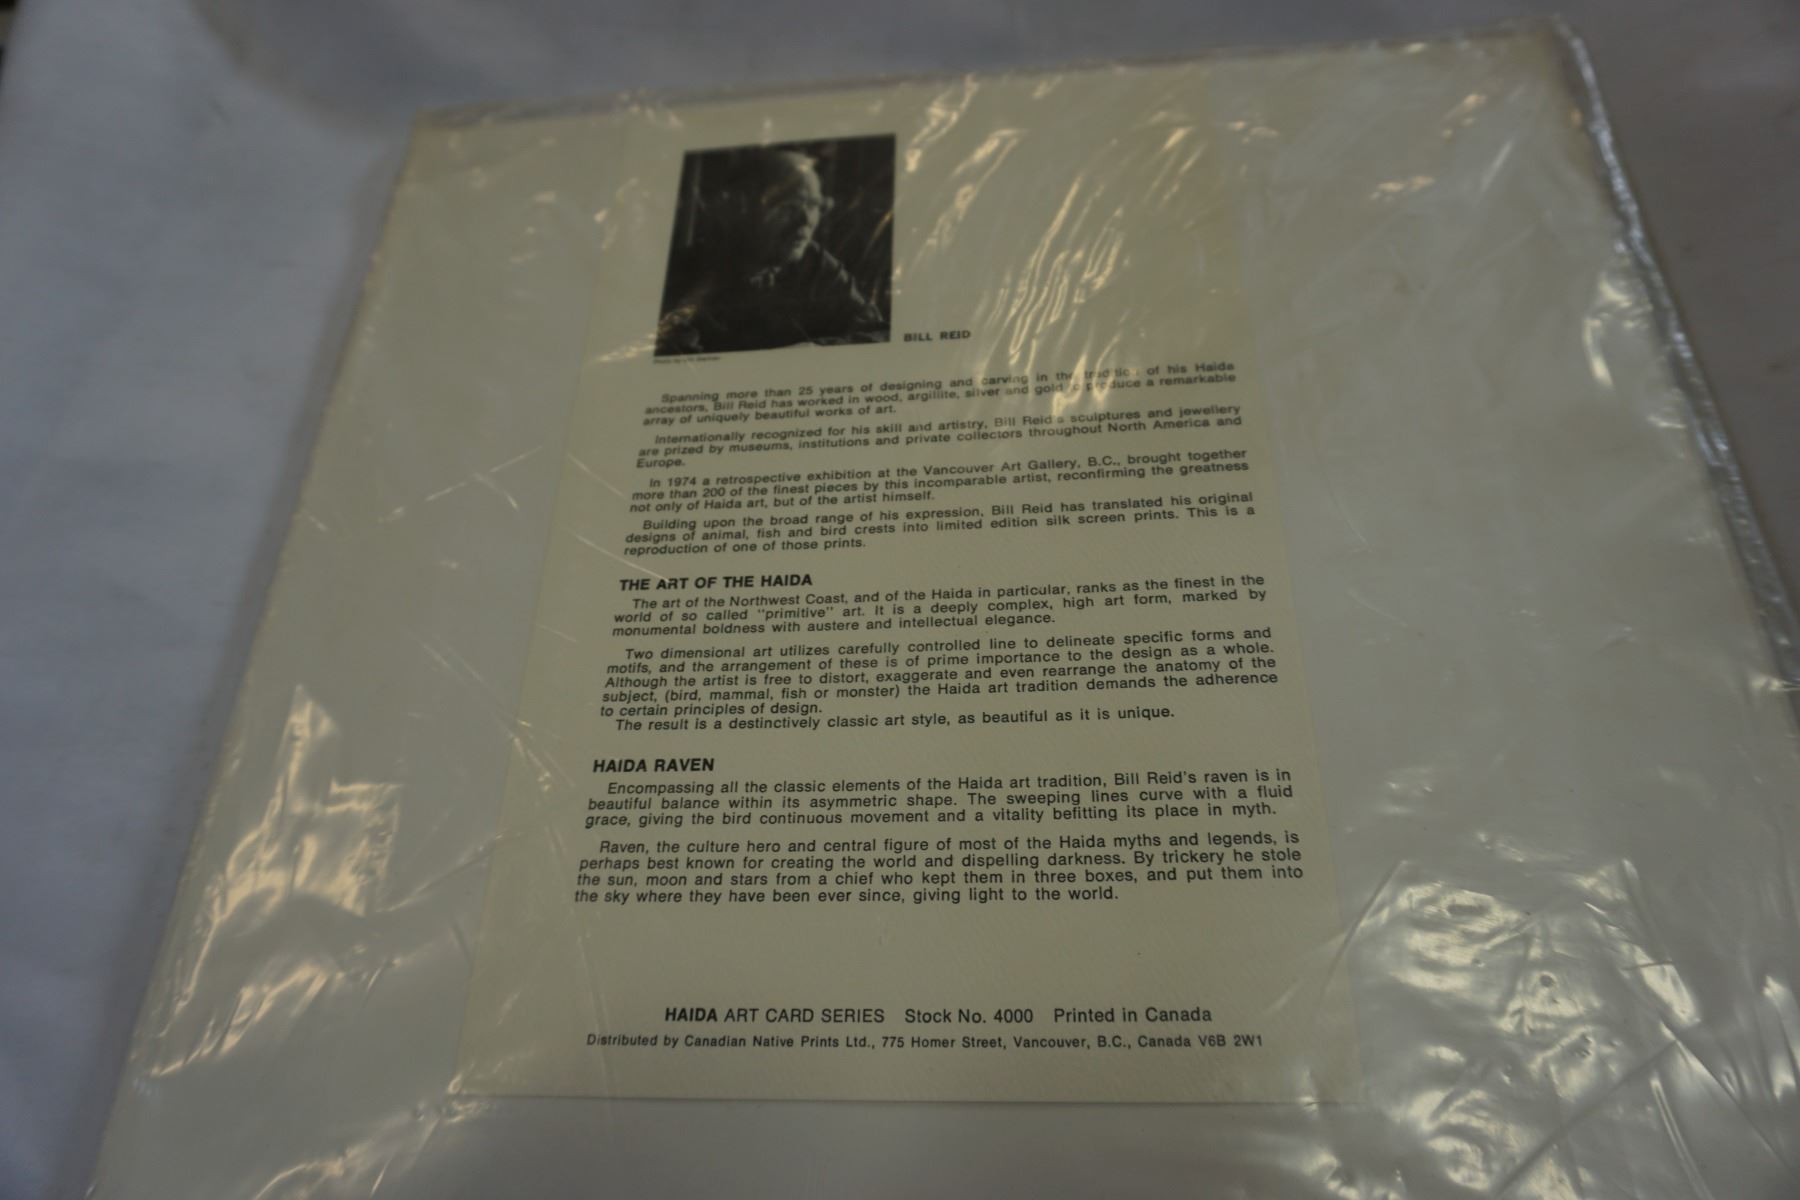 BILL REID
Spanning more than 25 years of designing and carving in the tradition of his Haida
ancestors, Bill Reid has worked in wood, argillite, silver and gold to produce a remarkable
array of uniquely beautiful works of art.
Internationally recognized for his skill and artistry, Bill Reid's sculptures and jewellery
are prized by museums, institutions and private collectors throughout North America and
Europe.
In 1974 a retrospective exhibition at the Vancouver Art Gallery, B.C., brought together
more than 200 of the finest pieces by this incomparable artist, reconfirming the greatness
not only of Haida art, but of the artist himself.
Building upon the broad range of his expression, Bill Reid has translated his original
designs of animal, fish and bird crests into limited edition silk screen prints. This is a
reproduction of one of those prints.
THE ART OF THE HAIDA
The art of the Northwest Coast, and of the Haida in particular, ranks as the finest in the
world of so called "primitive" art. It is a deeply complex, high art form, marked by
monumental boldness with austere and intellectual elegance.
Two dimensional art utilizes carefully controlled line to delineate specific forms and
motifs, and the arrangement of these is of prime importance to the design as a whole.
Although the artist is free to distort, exaggerate and even rearrange the anatomy of the
subject, (bird, mammal, fish or monster) the Haida art tradition demands the adherence
to certain principles of design.
The result is a destinctively classic art style, as beautiful as it is unique.
HAIDA RAVEN
Encompassing all the classic elements of the Haida art tradition, Bill Reid's raven is in
beautiful balance within its asymmetric shape. The sweeping lines curve with a fluid
grace, giving the bird continuous movement and a vitality befitting its place in myth.
Raven, the culture hero and central figure of most of the Haida myths and legends, is
perhaps best known for creating the world and dispelling darkness. By trickery he stole
the sun, moon and stars from a chief who kept them in three boxes, and put them into
the sky where they have been ever since, giving light to the world.
HAIDA ART CARD SERIES Stock No. 4000 Printed in Canada
Distributed by Canadian Native Prints Ltd., 775 Homer Street, Vancouver, B.C., Canada V6B 2W1